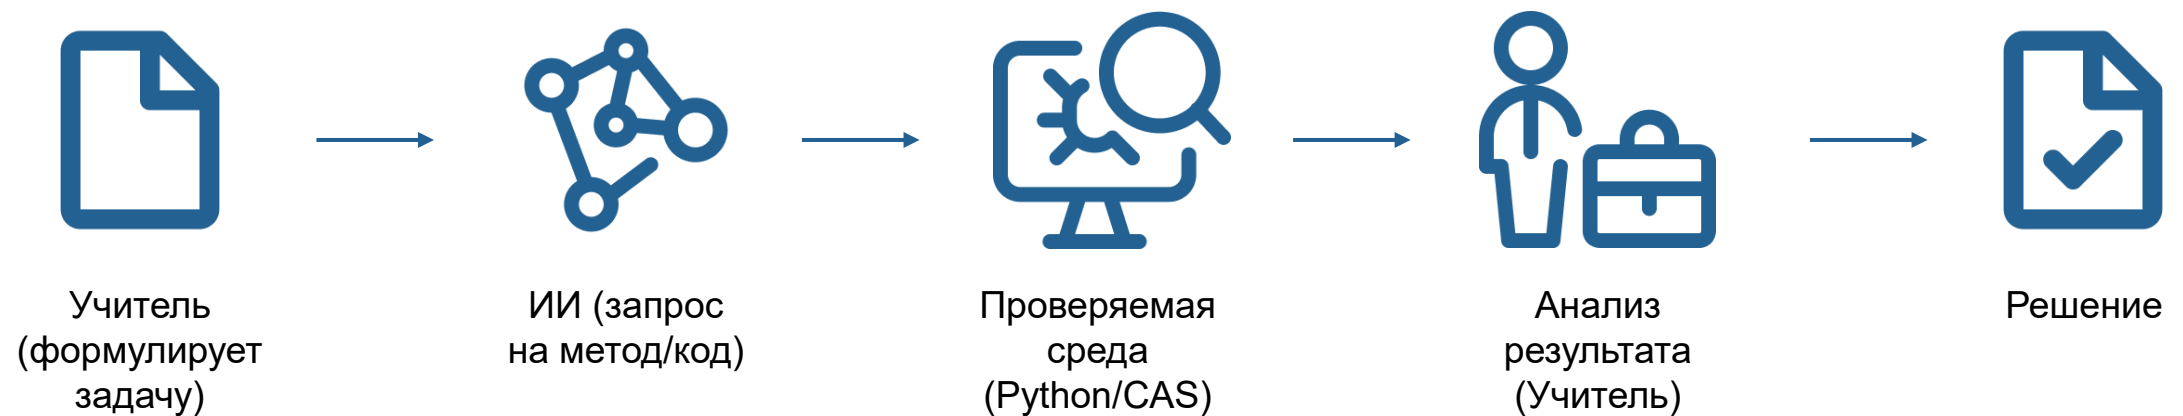 Учитель
(формулирует
задачу)
ИИ (запрос
на метод/код)
Проверяемая
среда
(Python/CAS)
Анализ
результата
(Учитель)
Решение